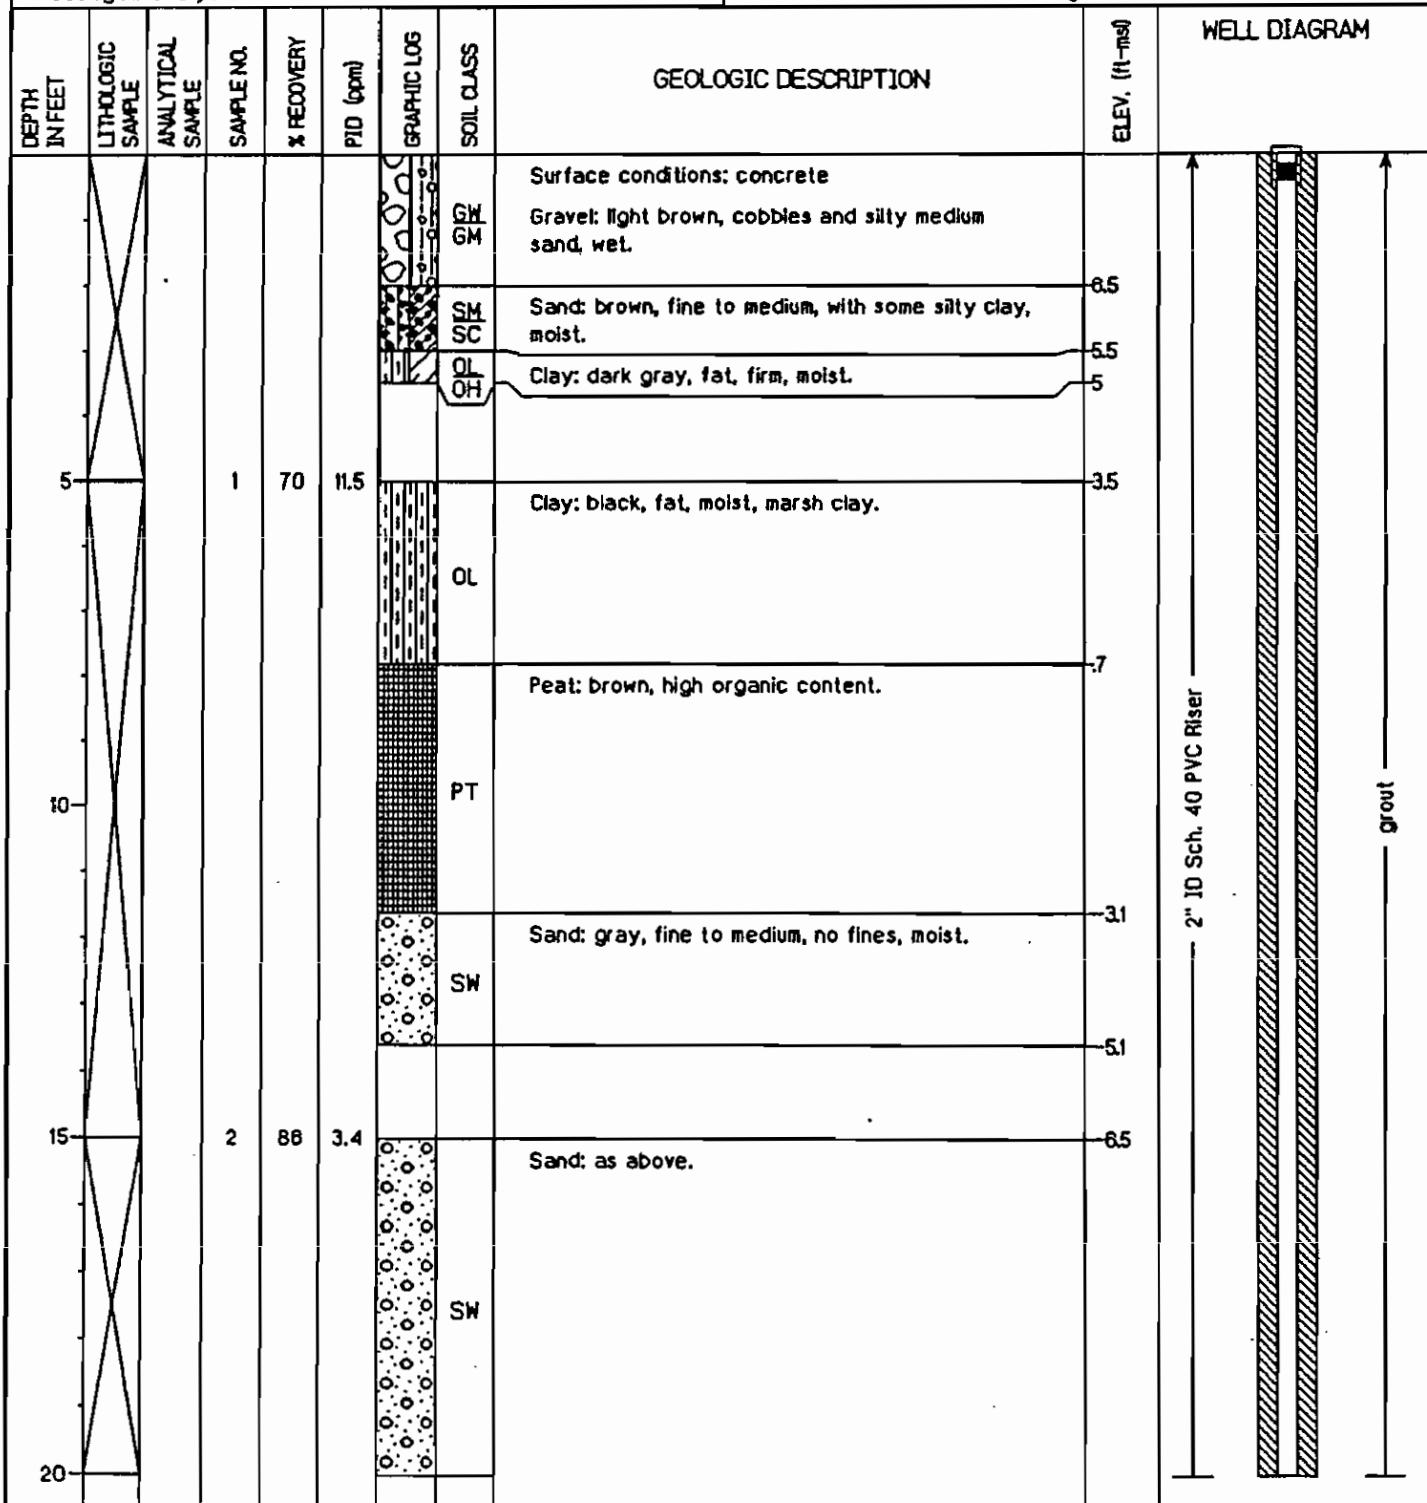 DEPTH
IN FEET
LITHOLOGIC
SAMPLE
ANALYTICAL
SAMPLE
SAMPLE NO.
% RECOVERY
PID (ppm)
GRAPHIC LOG
SOIL CLASS
GEOLOGIC DESCRIPTION
ELEV. (ft-msl)
WELL DIAGRAM
Surface conditions: concrete
GW
GM
Gravel: light brown, cobbles and silty medium
sand, wet.
6.5
SM
SC
Sand: brown, fine to medium, with some silty clay,
moist.
5.5
OL
OH
Clay: dark gray, fat, firm, moist.
5
5
1
70
11.5
3.5
Clay: black, fat, moist, marsh clay.
OL
.7
Peat: brown, high organic content.
PT
10
-3.1
Sand: gray, fine to medium, no fines, moist.
SW
-5.1
15
2
86
3.4
-6.5
Sand: as above.
SW
20
2" ID Sch. 40 PVC Riser
grout